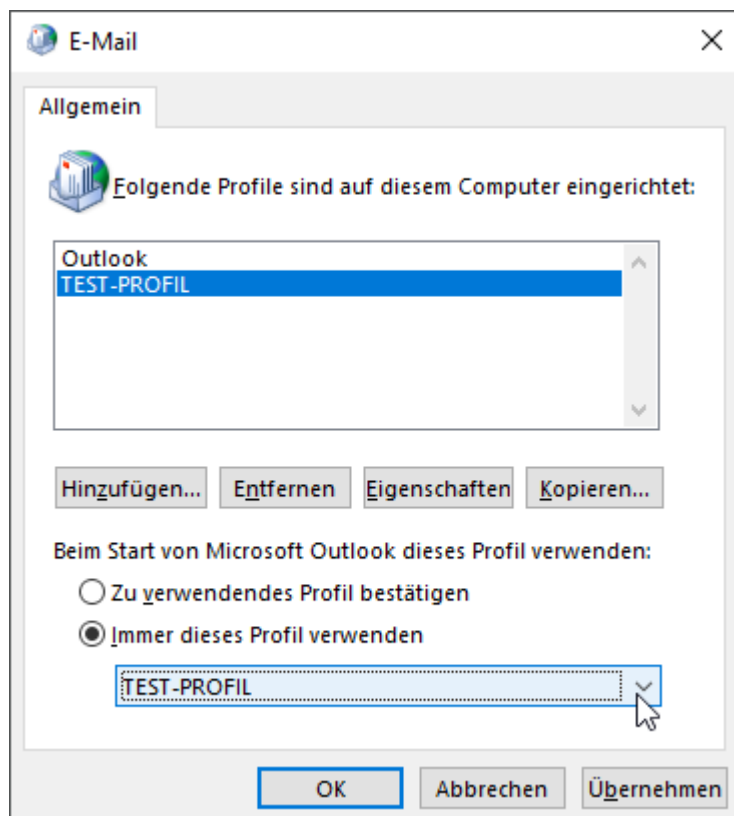 E-Mail
Allgemein
Folgende Profile sind auf diesem Computer eingerichtet:
Outlook
TEST-PROFIL
Hinzufügen... Entfernen Eigenschaften Kopieren...
Beim Start von Microsoft Outlook dieses Profil verwenden:
Zu verwendendes Profil bestätigen
Immer dieses Profil verwenden
TEST-PROFIL
OK Abbrechen Übernehmen